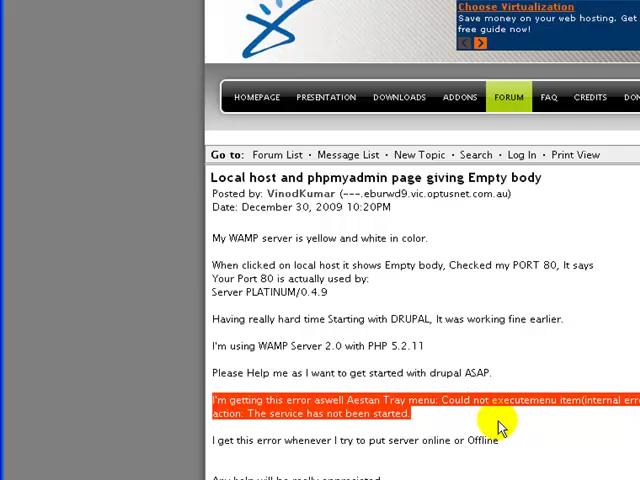 Choose Virtualization
Save money on your web hosting. Get
free guide now!
HOMEPAGE PRESENTATION DOWNLOADS ADDONS FORUM FAQ CREDITS DON
Go to: Forum List • Message List • New Topic • Search • Log In • Print View
Local host and phpmyadmin page giving Empty body
Posted by: VinodKumar (---.eburwd9.vic.optusnet.com.au)
Date: December 30, 2009 10:20PM
My WAMP server is yellow and white in color.
When clicked on local host it shows Empty body, Checked my PORT 80, It says
Your Port 80 is actually used by:
Server PLATINUM/0.4.9
Having really hard time Starting with DRUPAL, It was working fine earlier.
I'm using WAMP Server 2.0 with PHP 5.2.11
Please Help me as I want to get started with drupal ASAP.
I'm getting this error aswell Aestan Tray menu: Could not executemenu item(internal erro
action: The service has not been started.
I get this error whenever I try to put server online or Offline
Any help will be really appreciated